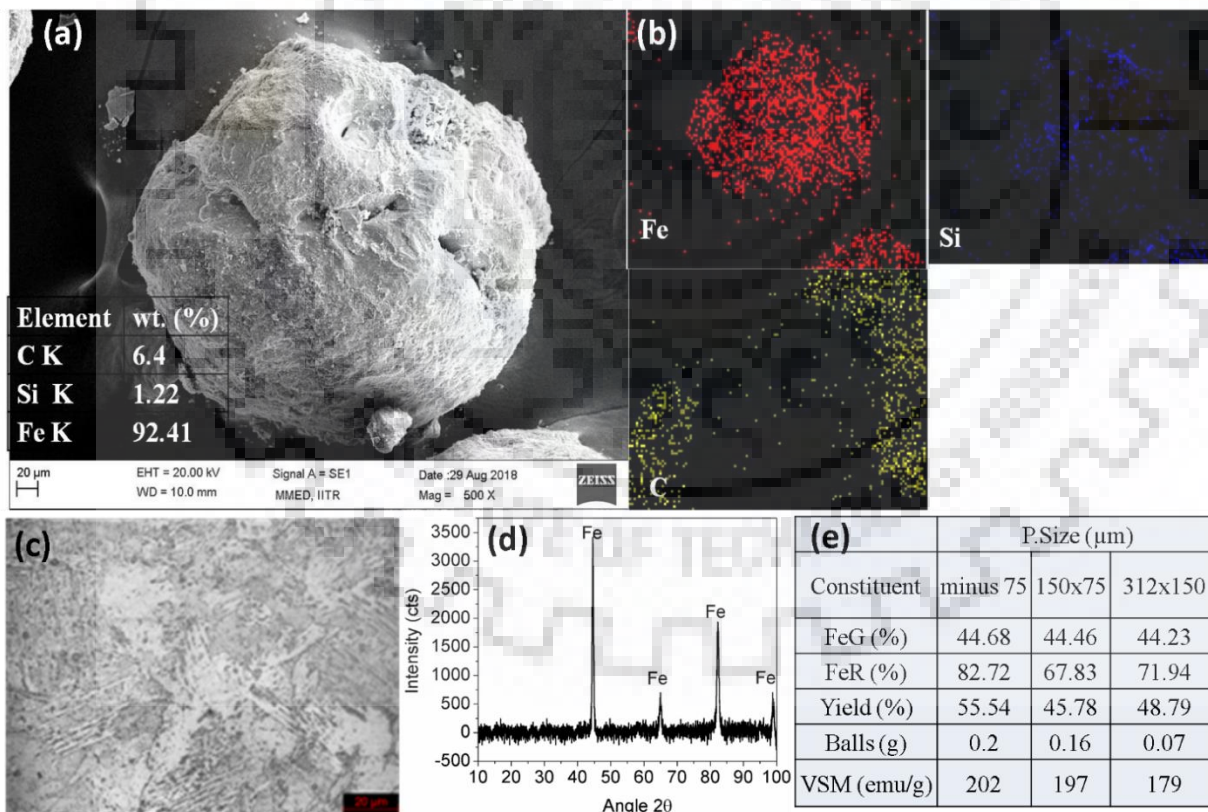 (a)
Element wt. (%)
C K 6.4
Si K 1.22
Fe K 92.41
20 µm
EHT = 20.00 kV
WD = 10.0 mm
Signal A = SE1
MMED, IITR
Date :29 Aug 2018
Mag = 500 X
ZEISS
(b)
Fe
Si
C
(c)
20 µm
(d)
Intensity (cts)
3500
3000
2500
2000
1500
1000
500
0
-500
Fe
Fe
Fe
Fe
10 20 30 40 50 60 70 80 90 100
Angle 2θ
(e)
P.Size (µm)
Constituent minus 75 150x75 312x150
FeG (%) 44.68 44.46 44.23
FeR (%) 82.72 67.83 71.94
Yield (%) 55.54 45.78 48.79
Balls (g) 0.2 0.16 0.07
VSM (emu/g) 202 197 179